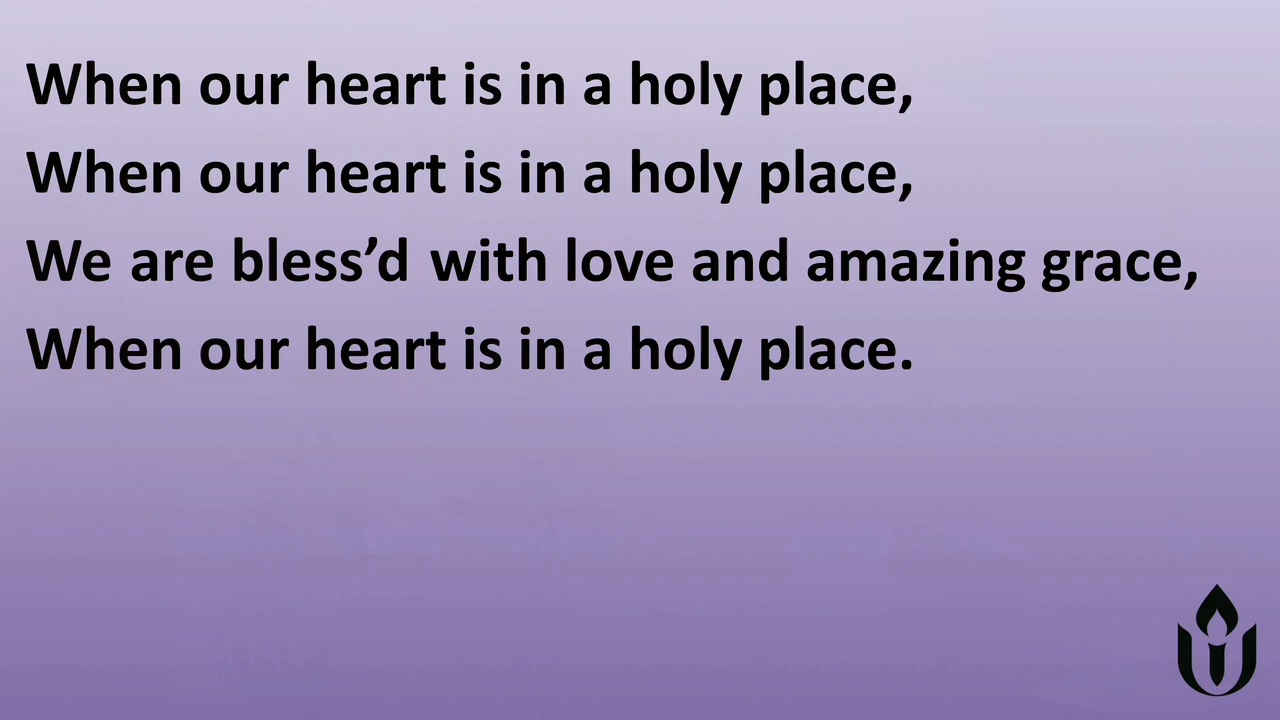 When our heart is in a holy place,
When our heart is in a holy place,
We are bless’d with love and amazing grace,
When our heart is in a holy place.